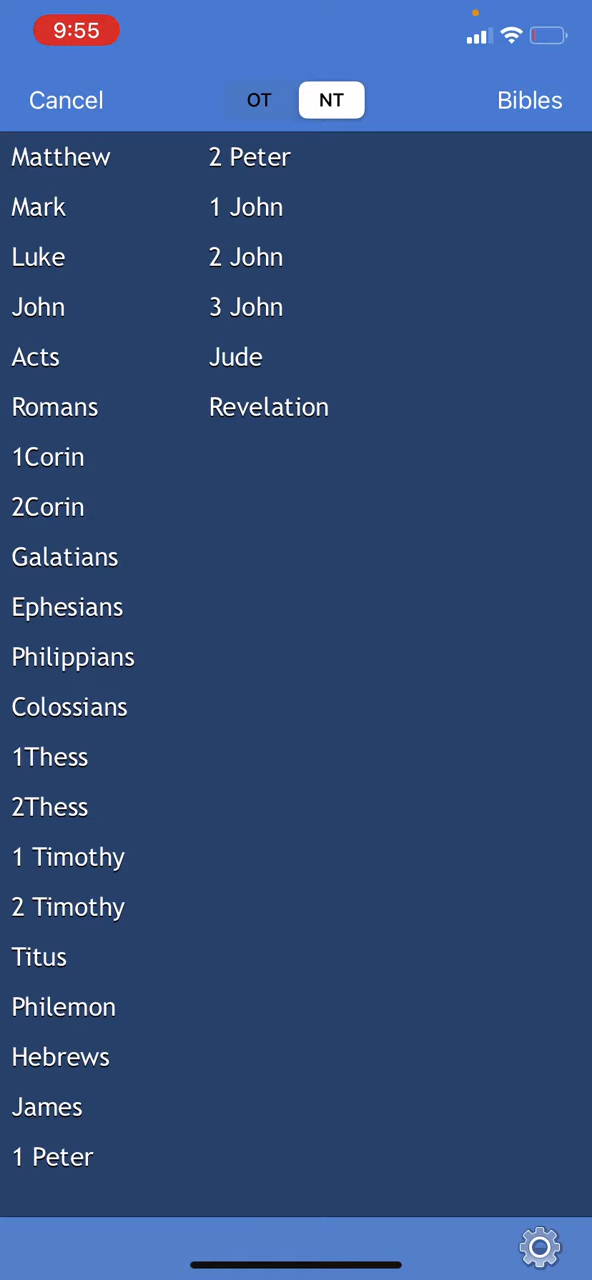 9:55
Cancel
OT
NT
Bibles
Matthew
Mark
Luke
John
Acts
Romans
1Corin
2Corin
Galatians
Ephesians
Philippians
Colossians
1Thess
2Thess
1 Timothy
2 Timothy
Titus
Philemon
Hebrews
James
1 Peter
2 Peter
1 John
2 John
3 John
Jude
Revelation